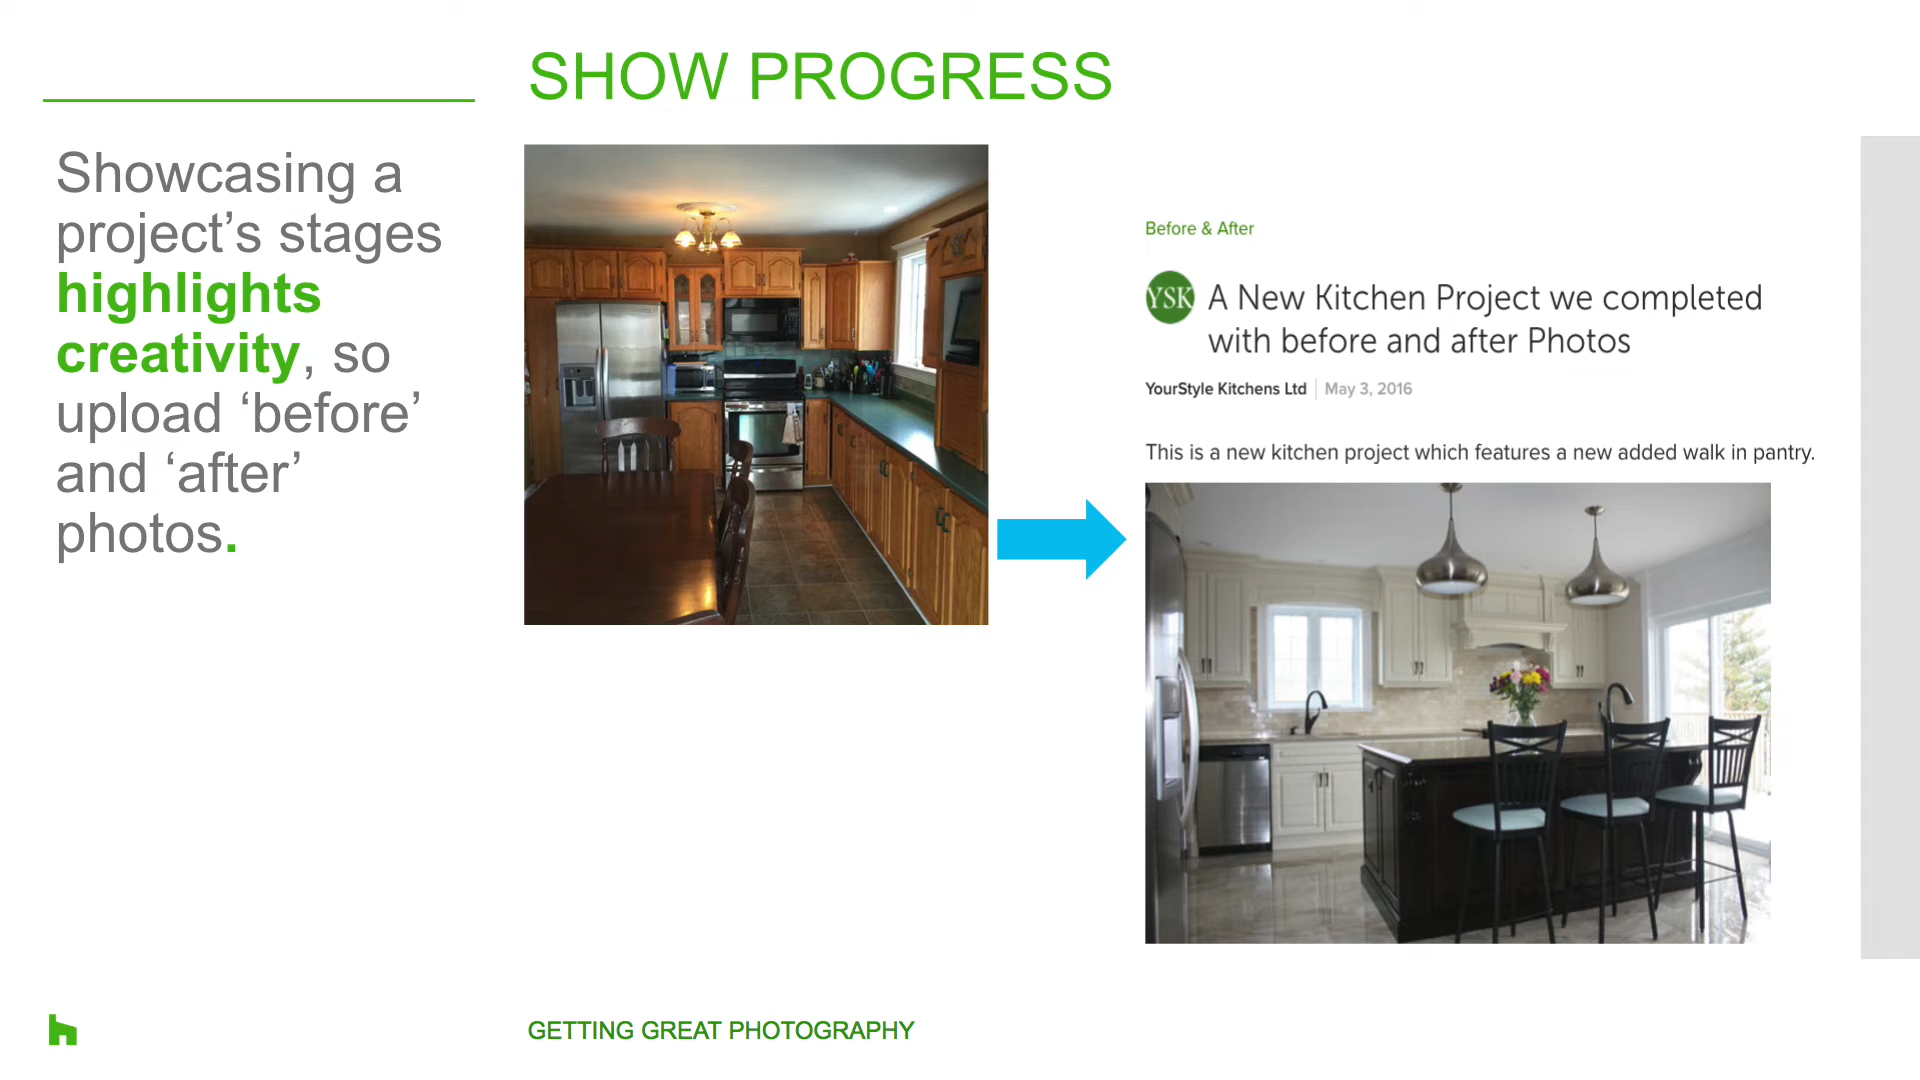 SHOW PROGRESS
Showcasing a
project’s stages
highlights
creativity, so
upload ‘before’
and ‘after’
photos.
Before & After
YSK
A New Kitchen Project we completed
with before and after Photos
YourStyle Kitchens Ltd | May 3, 2016
This is a new kitchen project which features a new added walk in pantry.
GETTING GREAT PHOTOGRAPHY